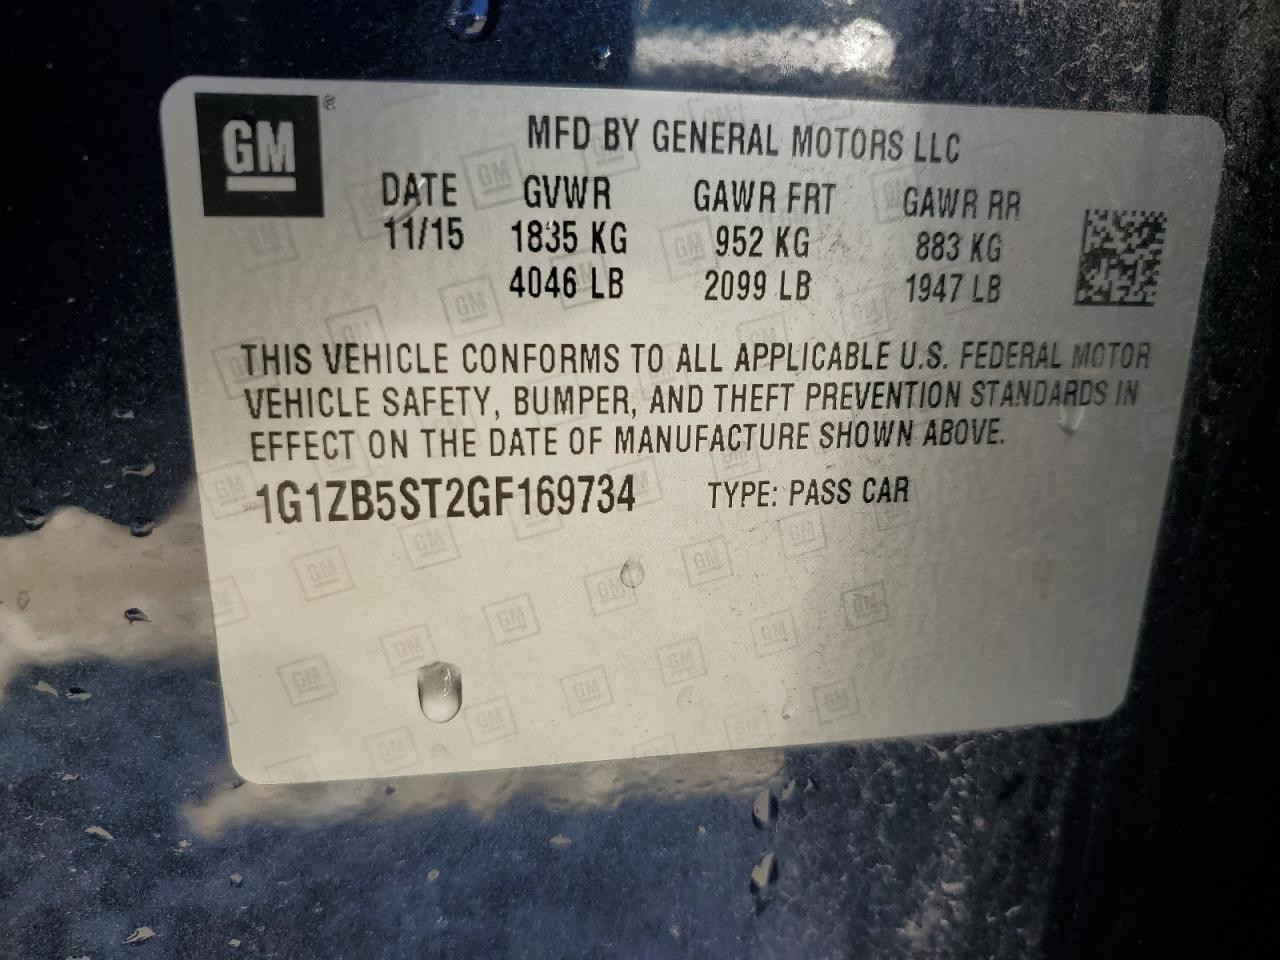 GM ®
MFD BY GENERAL MOTORS LLC
DATE GVWR GAWR FRT GAWR RR
11/15 1835 KG 952 KG 883 KG
4046 LB 2099 LB 1947 LB
THIS VEHICLE CONFORMS TO ALL APPLICABLE U.S. FEDERAL MOTOR
VEHICLE SAFETY, BUMPER, AND THEFT PREVENTION STANDARDS IN
EFFECT ON THE DATE OF MANUFACTURE SHOWN ABOVE.
1G1ZB5ST2GF169734 TYPE: PASS CAR